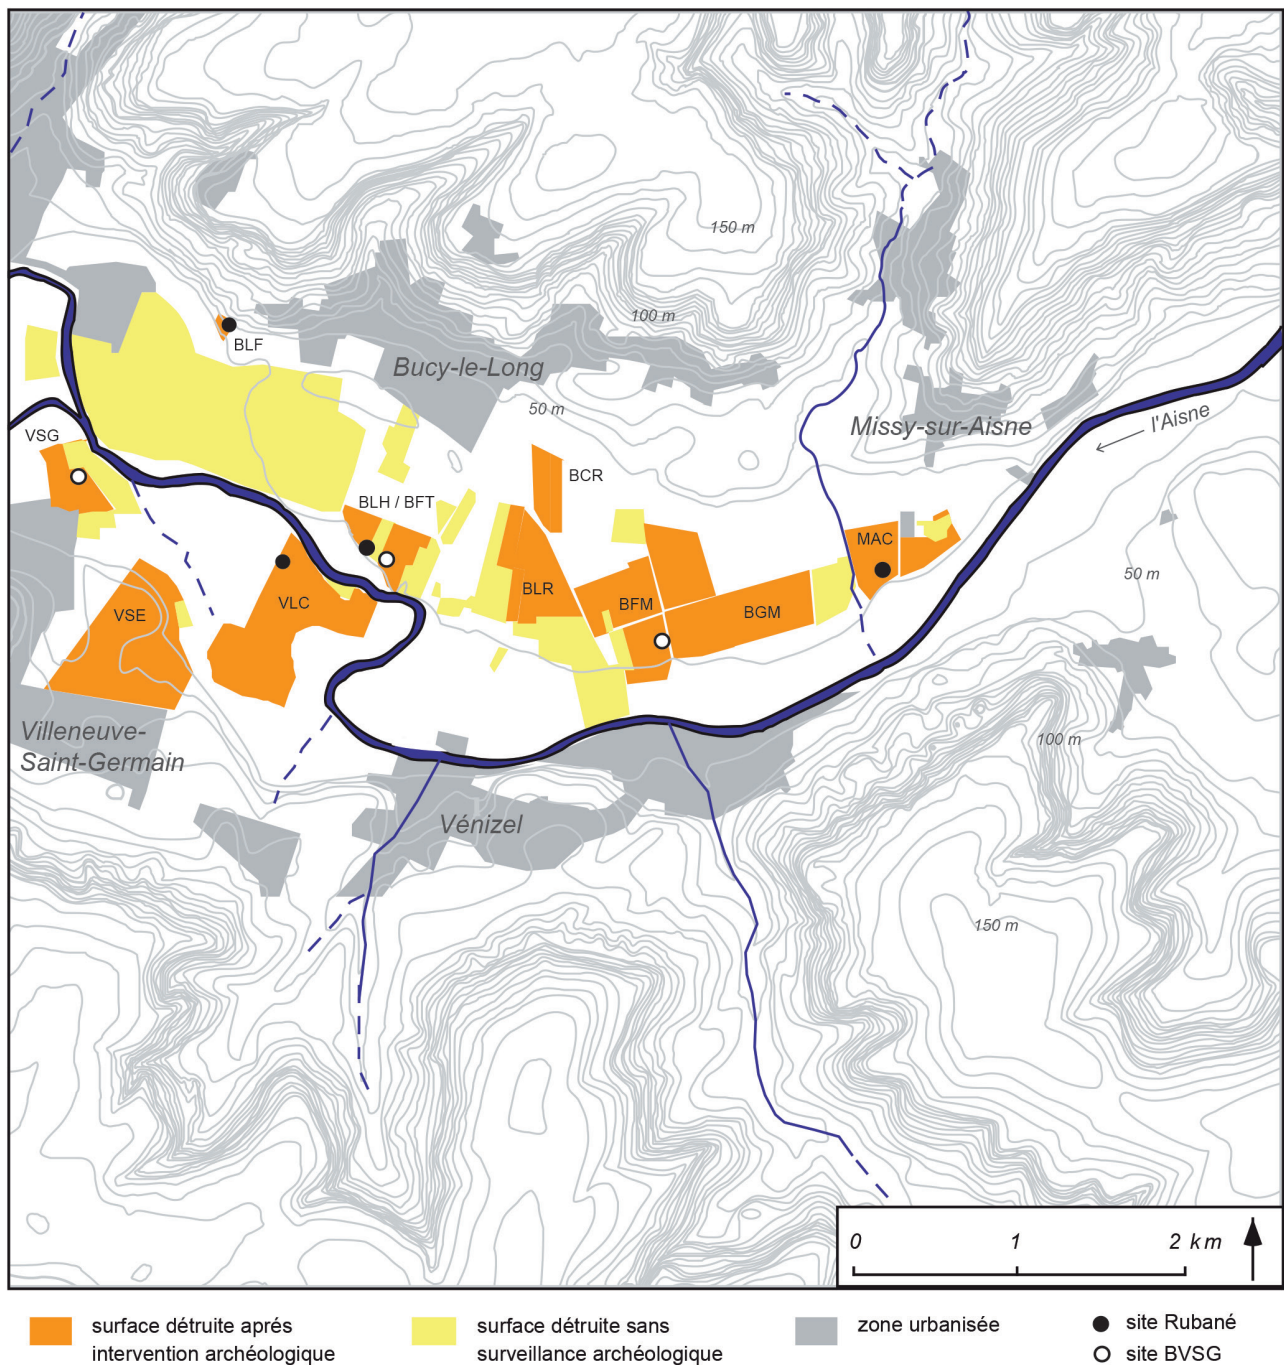 150 m
100 m
BLF
Bucy-le-Long
50 m
l'Aisne
Missy-sur-Aisne
VSG
BCR
BLH / BFT
MAC
50 m
BLR
VLC
BFM
BGM
VSE
Villeneuve-
Saint-Germain
100 m
Vénizel
150 m
0 1 2 km
surface détruite aprés
intervention archéologique
surface détruite sans
surveillance archéologique
zone urbanisée
site Rubané
site BVSG